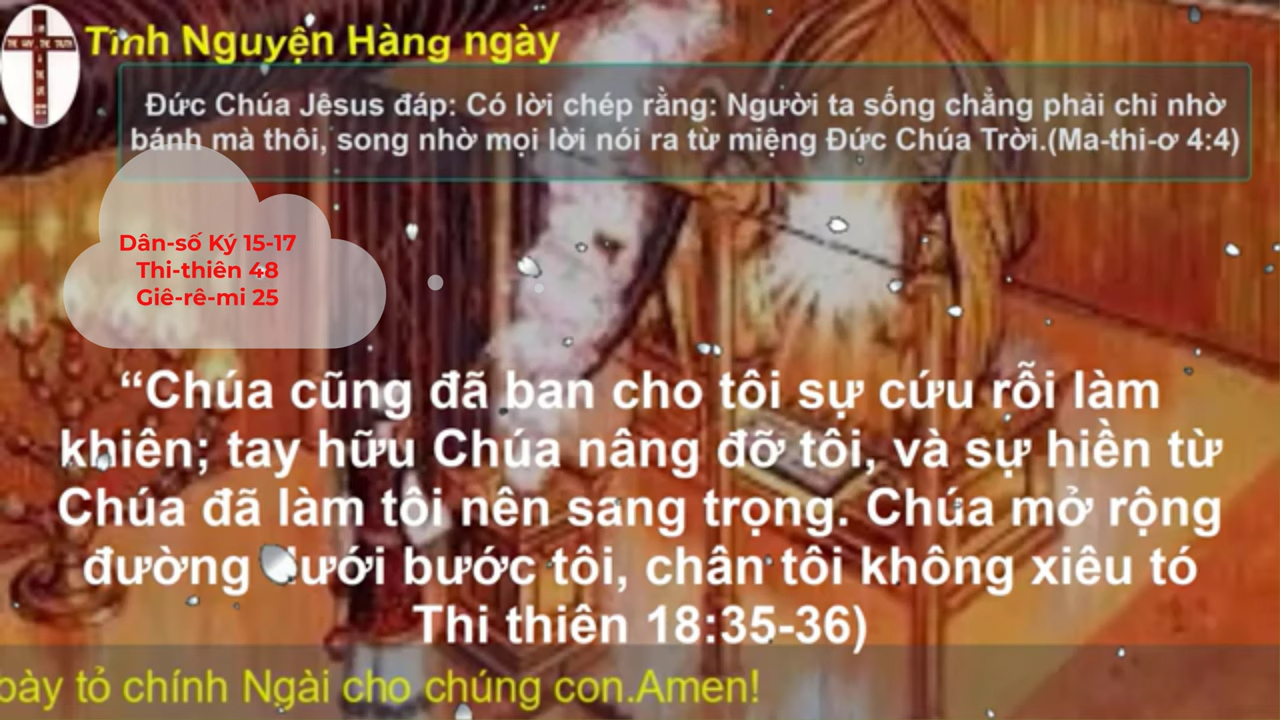 Tĩnh Nguyện Hàng ngày
Đức Chúa Jêsus đáp: Có lời chép rằng: Người ta sống chẳng phải chỉ nhờ
bánh mà thôi, song nhờ mọi lời nói ra từ miệng Đức Chúa Trời.(Ma-thi-ơ 4:4)
Dân-số Ký 15-17
Thi-thiên 48
Giê-rê-mi 25
“Chúa cũng đã ban cho tôi sự cứu rỗi làm
khiên; tay hữu Chúa nâng đỡ tôi, và sự hiền từ
Chúa đã làm tôi nên sang trọng. Chúa mở rộng
đường dưới bước tôi, chân tôi không xiêu tó
Thi thiên 18:35-36)
bày tỏ chính Ngài cho chúng con.Amen!